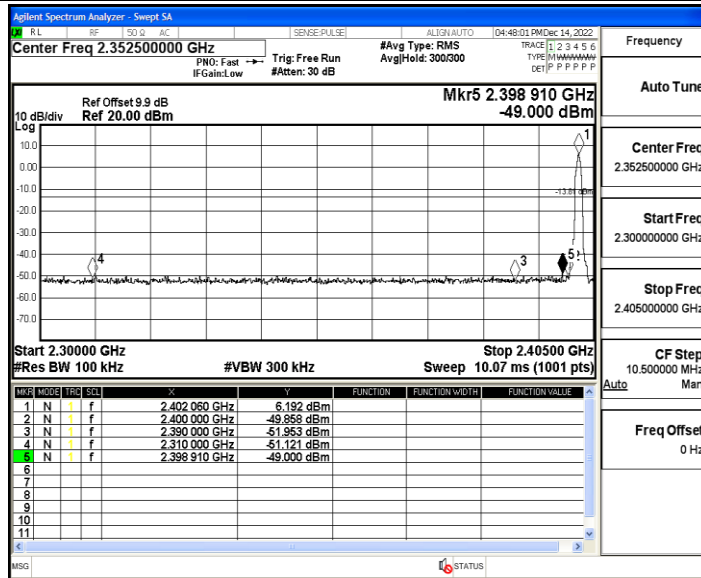 Agilent Spectrum Analyzer - Swept SA
RL RF 50 Ω AC SENSE:PULSE ALIGN AUTO 04:48:01 PM Dec 14, 2022
Center Freq 2.352500000 GHz
PNO: Fast
IFGain:Low
Trig: Free Run
#Atten: 30 dB
#Avg Type: RMS
Avg|Hold: 300/300
TRACE 1 2 3 4 5 6
TYPE MWWWWW
DET P P P P P P
Mkr5 2.398 910 GHz
-49.000 dBm
Ref Offset 9.9 dB
10 dB/div Ref 20.00 dBm
Log
10.0
0.00
-10.0
-20.0
-30.0
-40.0
-50.0
-60.0
-70.0
1
-13.81 dBm
4
3
5
Start 2.30000 GHz Stop 2.40500 GHz
#Res BW 100 kHz #VBW 300 kHz Sweep 10.07 ms (1001 pts)
MKR MODE TRC SCL X Y FUNCTION FUNCTION WIDTH FUNCTION VALUE
1 N 1 f 2.402 060 GHz 6.192 dBm
2 N 1 f 2.400 000 GHz -49.858 dBm
3 N 1 f 2.390 000 GHz -51.953 dBm
4 N 1 f 2.310 000 GHz -51.121 dBm
5 N 1 f 2.398 910 GHz -49.000 dBm
6
7
8
9
10
11
MSG STATUS
Frequency
Auto Tune
Center Freq
2.352500000 GHz
Start Freq
2.300000000 GHz
Stop Freq
2.405000000 GHz
CF Step
10.500000 MHz
Auto Man
Freq Offset
0 Hz